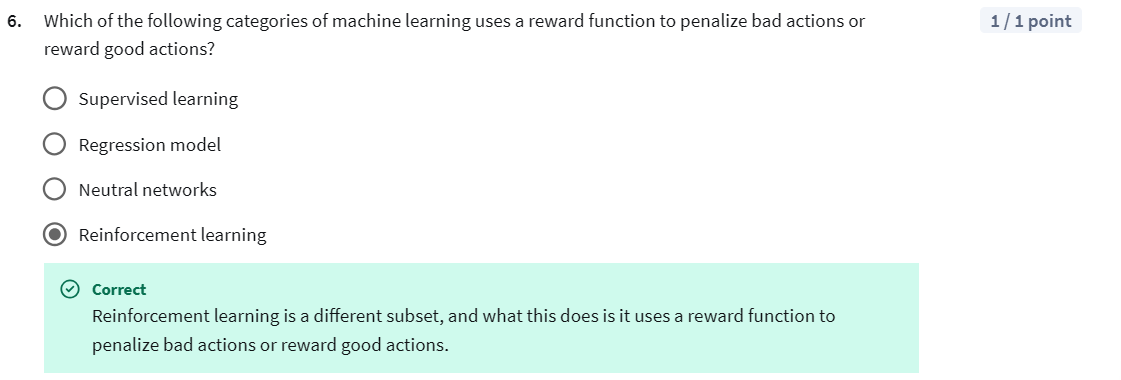 6. Which of the following categories of machine learning uses a reward function to penalize bad actions or
reward good actions?
1 / 1 point
Supervised learning
Regression model
Neutral networks
Reinforcement learning
Correct
Reinforcement learning is a different subset, and what this does is it uses a reward function to
penalize bad actions or reward good actions.